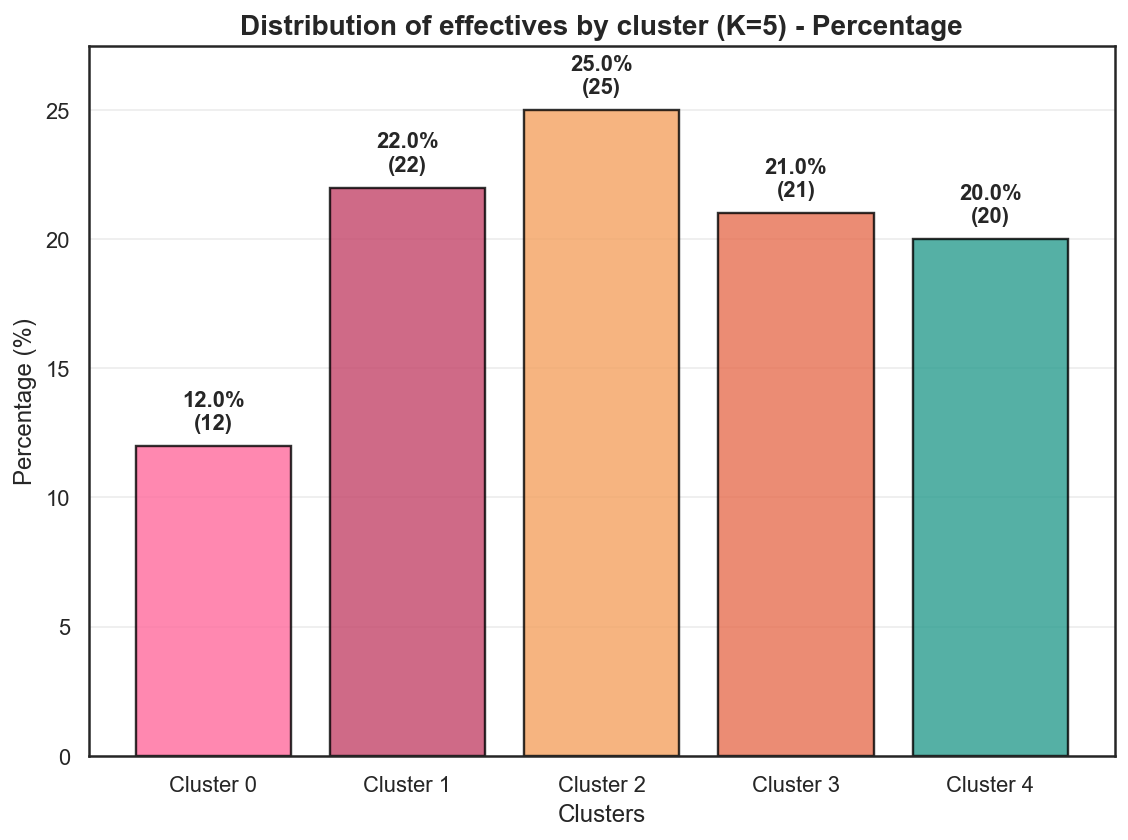 Distribution of effectives by cluster (K=5) - Percentage
25.0%
(25)
22.0%
(22)
21.0%
(21)
20.0%
(20)
12.0%
(12)
Percentage (%)
25
20
15
10
5
0
Cluster 0
Cluster 1
Cluster 2
Cluster 3
Cluster 4
Clusters